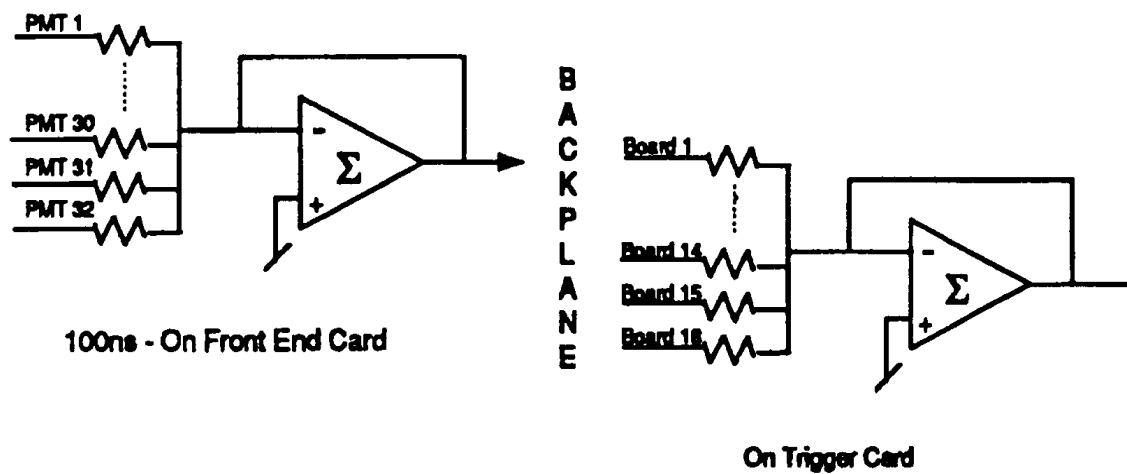 PMT 1
PMT 30
PMT 31
PMT 32
-
Σ
+
100ns - On Front End Card
BACKPLANE
Board 1
Board 14
Board 15
Board 16
-
Σ
+
On Trigger Card